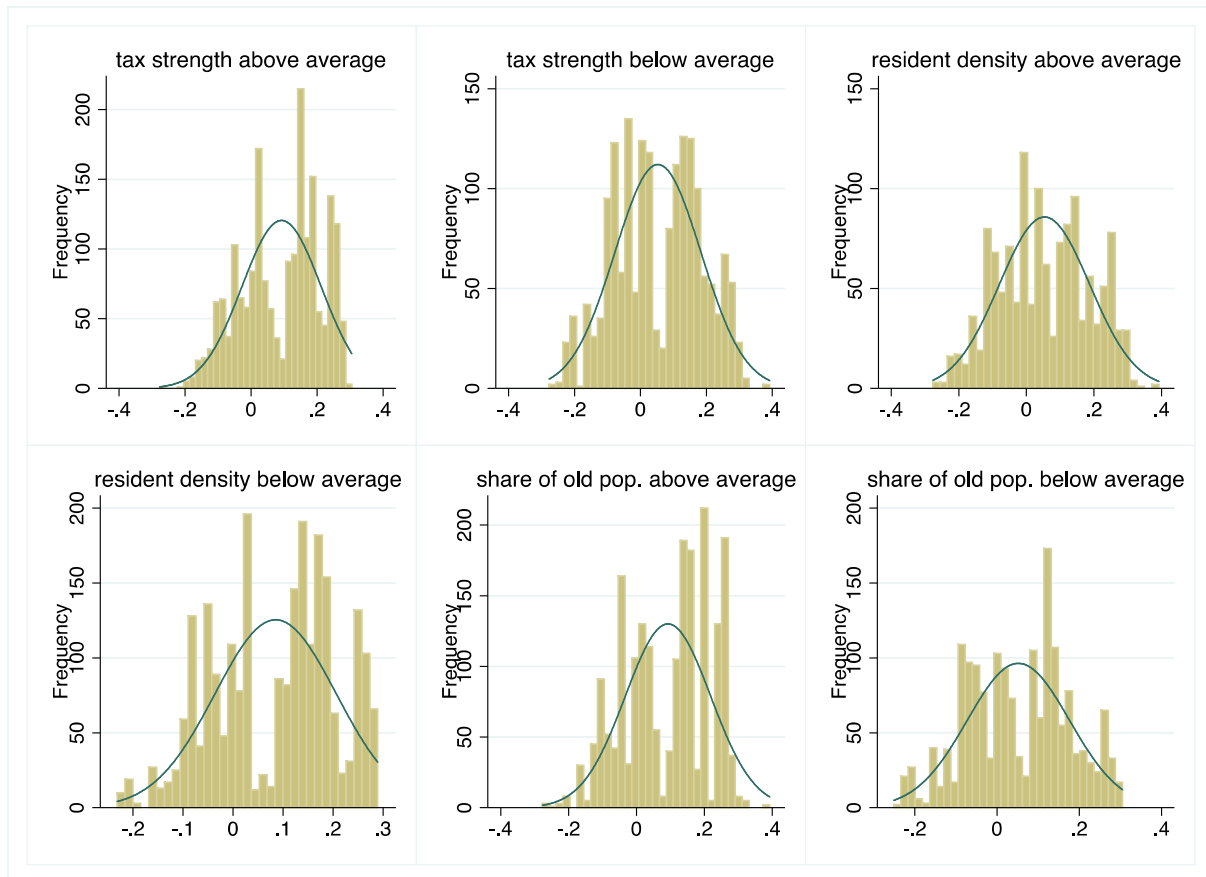 tax strength above average
Frequency
0 50 100 150 200
-.4 -.2 0 .2 .4
tax strength below average
Frequency
0 50 100 150
-.4 -.2 0 .2 .4
resident density above average
Frequency
0 50 100 150
-.4 -.2 0 .2 .4
resident density below average
Frequency
0 50 100 150 200
-.2 -.1 0 .1 .2 .3
share of old pop. above average
Frequency
0 50 100 150 200
-.4 -.2 0 .2 .4
share of old pop. below average
Frequency
0 50 100 150 200
-.2 0 .2 .4